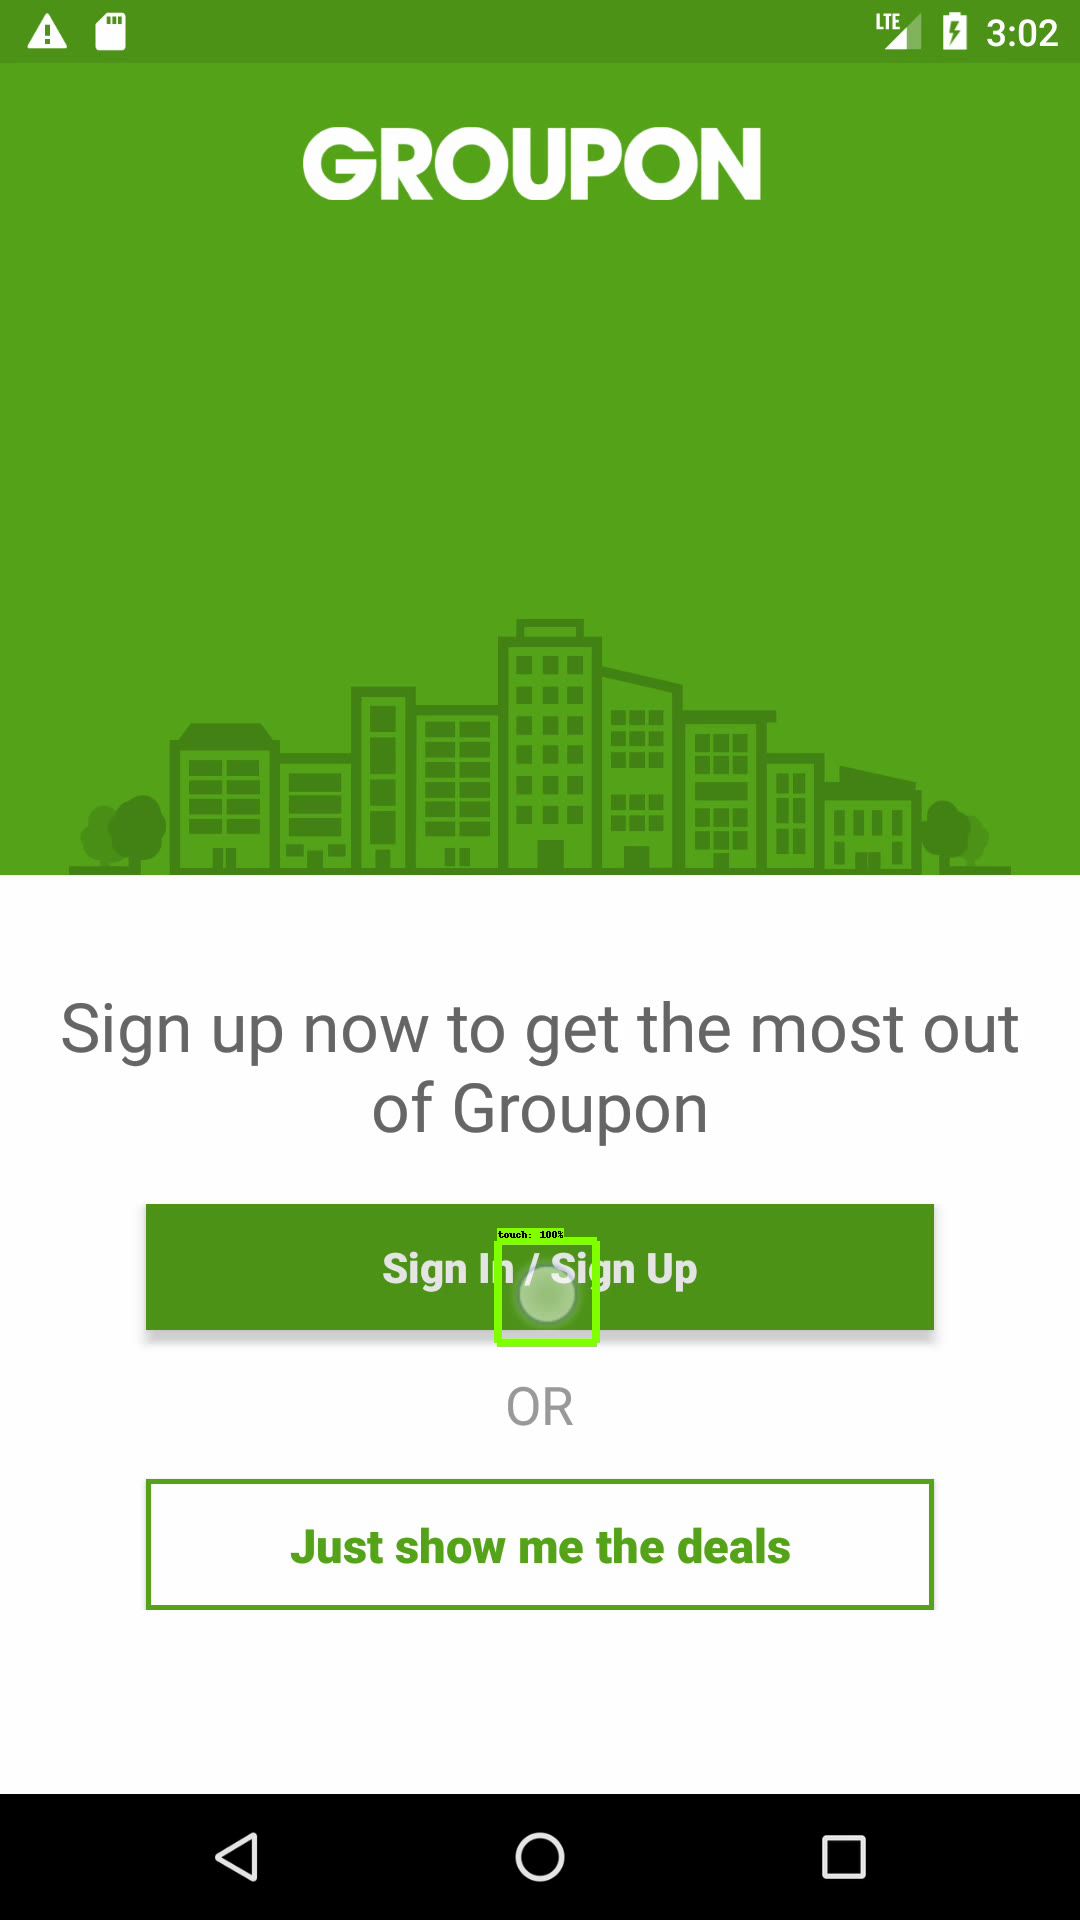 LTE 3:02
GROUPON
Sign up now to get the most out
of Groupon
touch: 100%
Sign In / Sign Up
OR
Just show me the deals